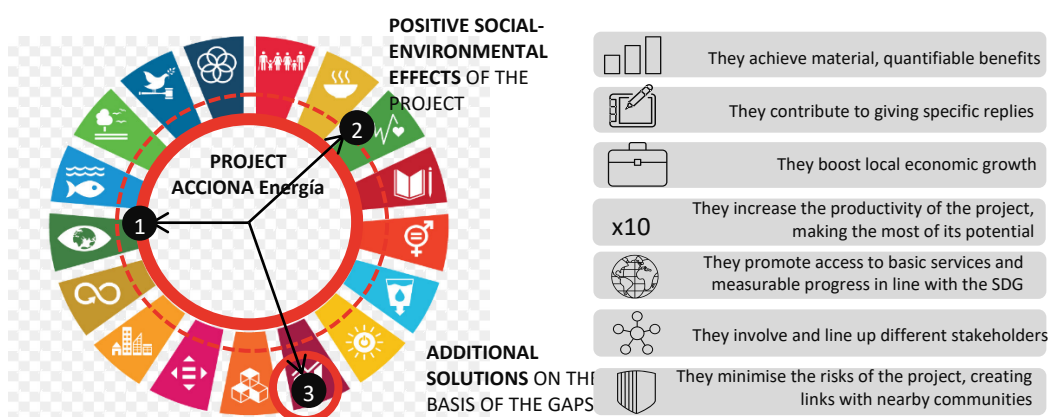 POSITIVE SOCIAL-
ENVIRONMENTAL
EFFECTS OF THE
PROJECT
2
PROJECT
ACCIONA Energía
1
3
ADDITIONAL
SOLUTIONS ON THE
BASIS OF THE GAPS
They achieve material, quantifiable benefits
They contribute to giving specific replies
They boost local economic growth
x10
They increase the productivity of the project,
making the most of its potential
They promote access to basic services and
measurable progress in line with the SDG
They involve and line up different stakeholders
They minimise the risks of the project, creating
links with nearby communities